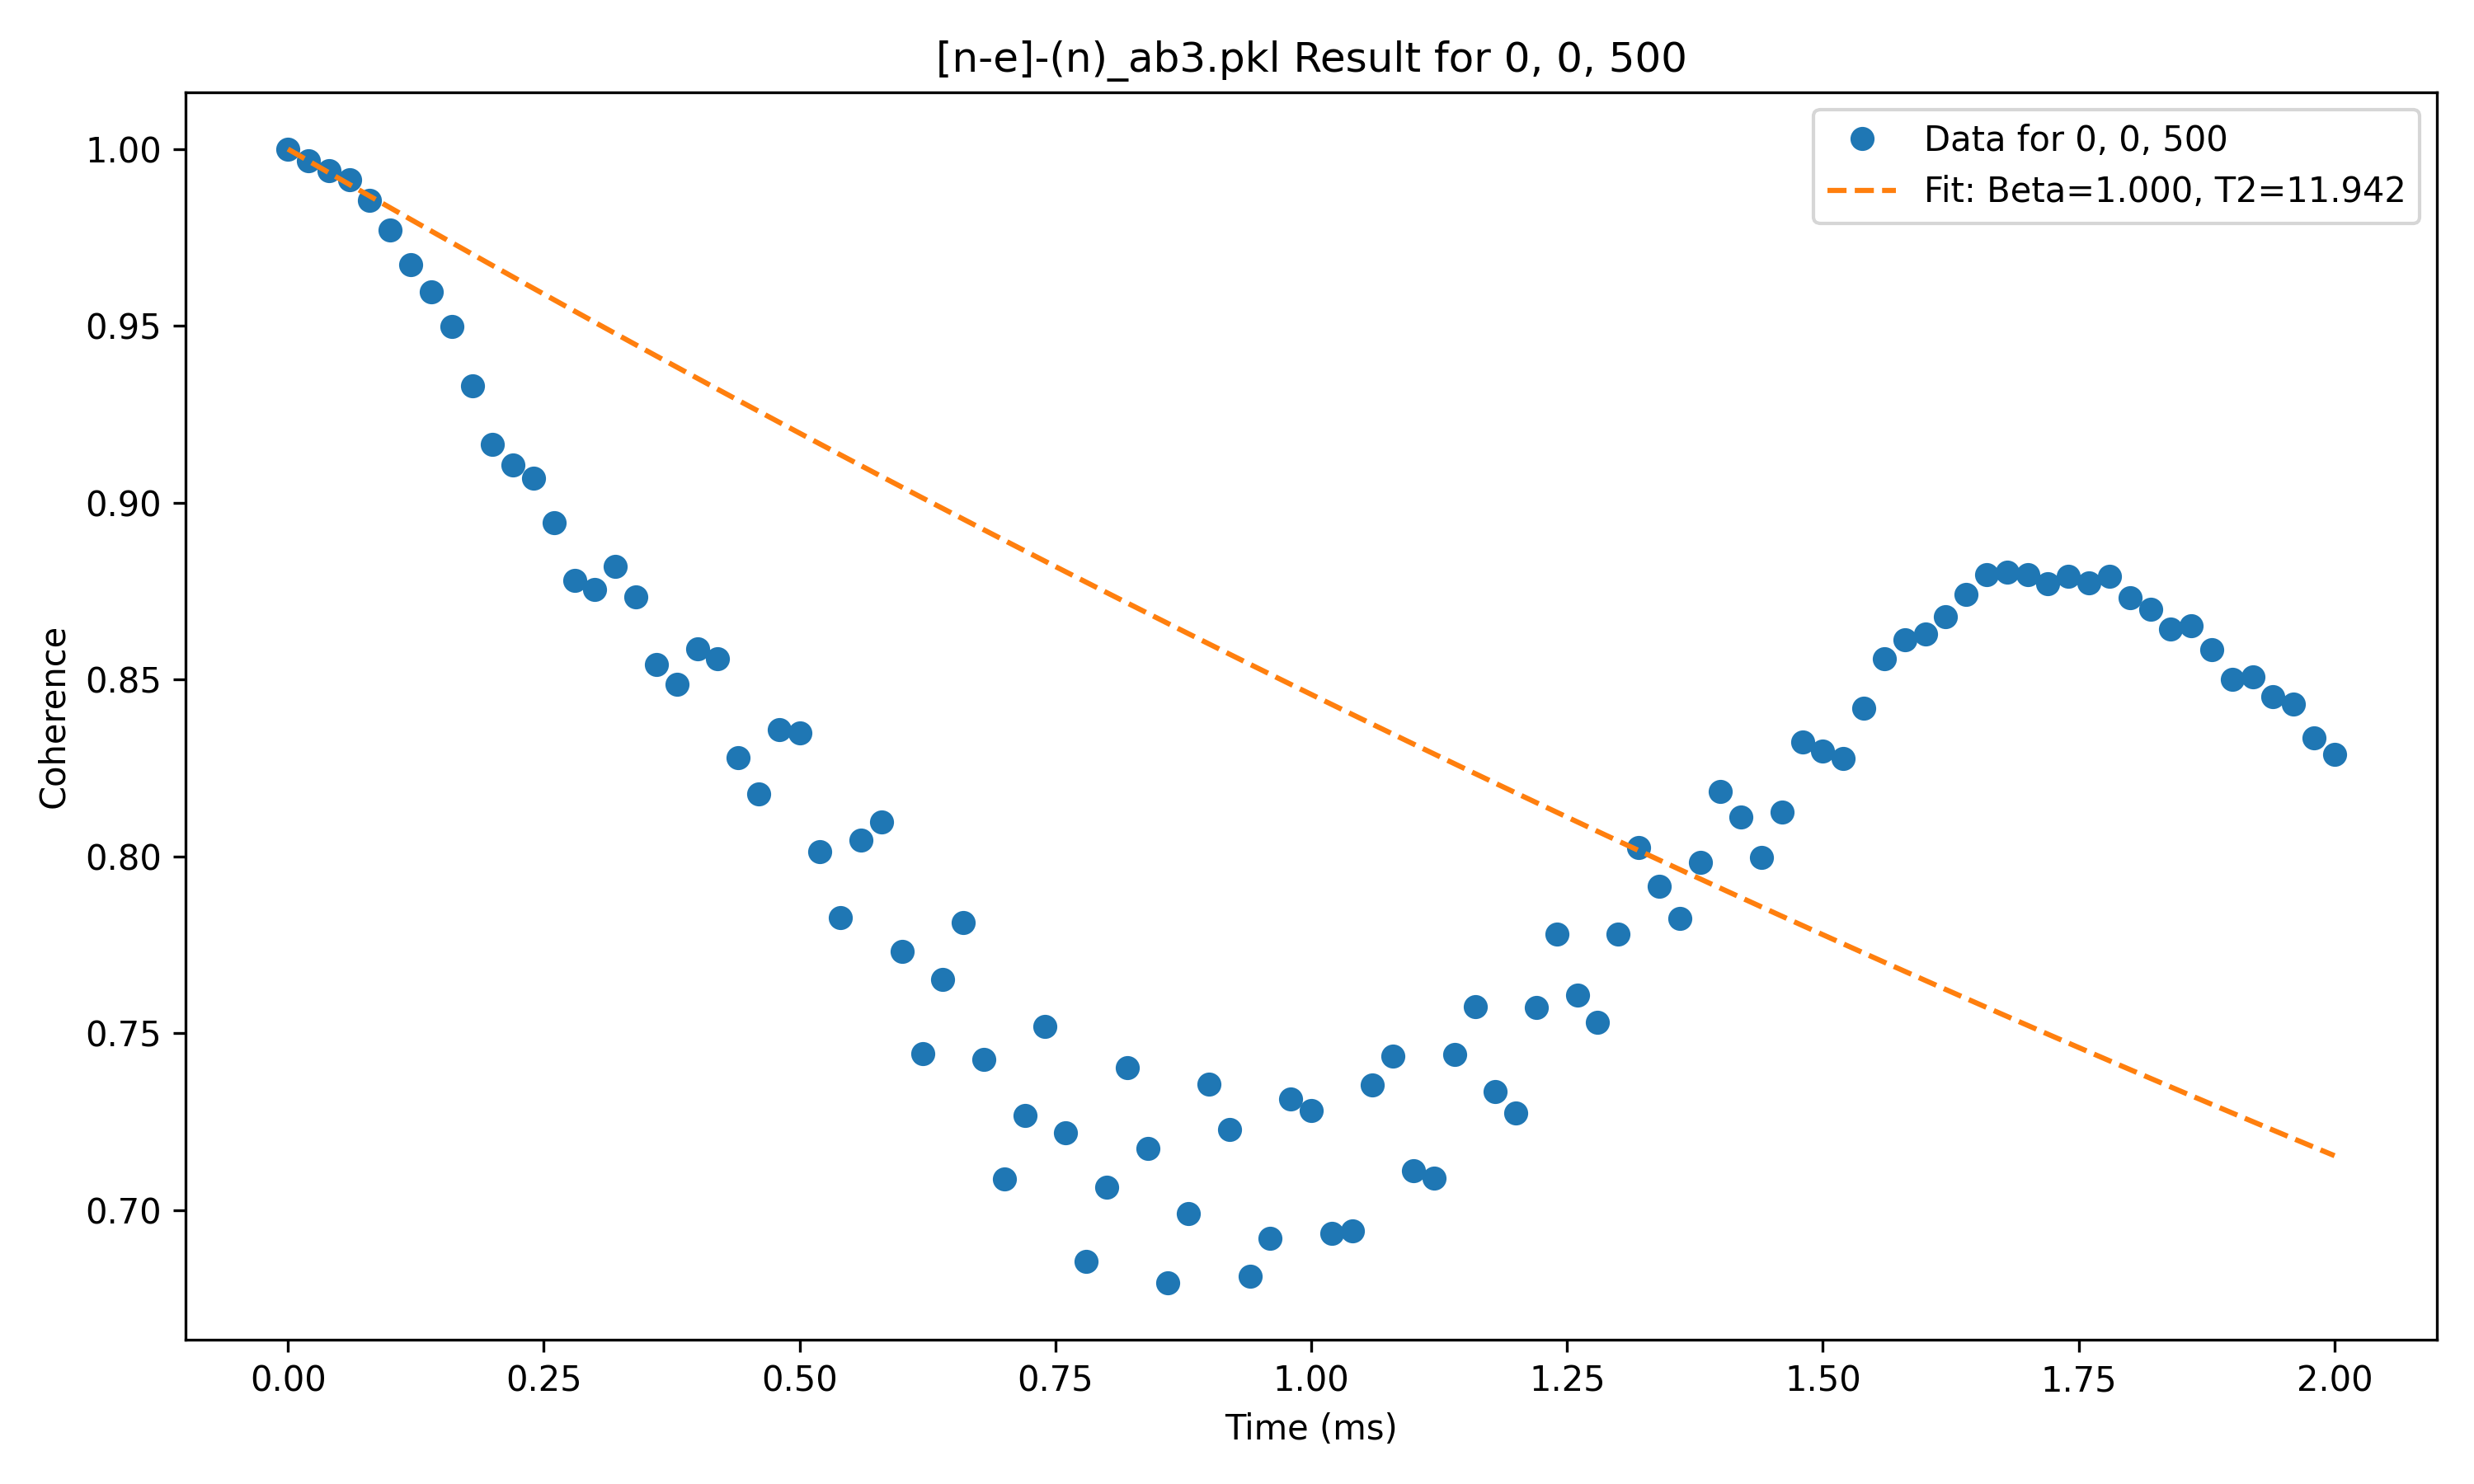 [n-e]-(n)_ab3.pkl Result for 0, 0, 500
Data for 0, 0, 500
Fit: Beta=1.000, T2=11.942
Coherence
1.00
0.95
0.90
0.85
0.80
0.75
0.70
0.00 0.25 0.50 0.75 1.00 1.25 1.50 1.75 2.00
Time (ms)